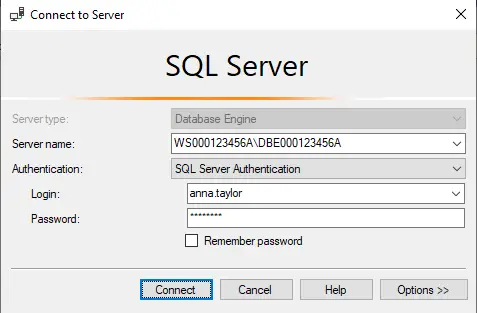 Connect to Server
SQL Server
Server type: Database Engine
Server name: WS000123456A\DBE000123456A
Authentication: SQL Server Authentication
Login: anna.taylor
Password: ********
Remember password
Connect Cancel Help Options >>